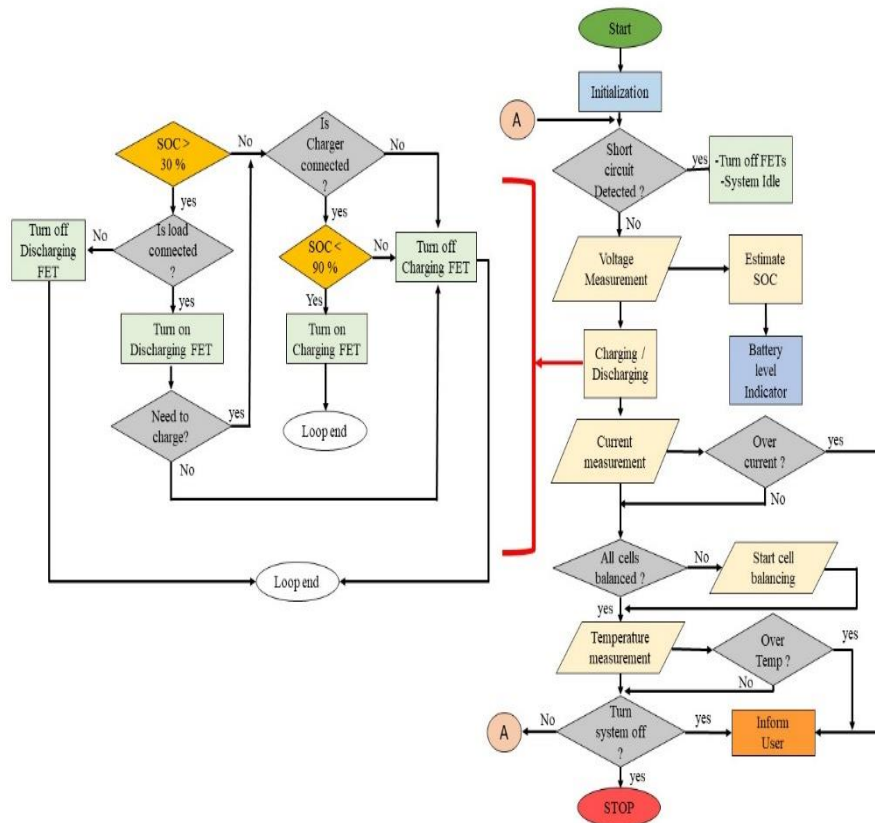 Start
Initialization
A
Short
circuit
Detected ?
yes
-Turn off FETs
-System Idle
No
Voltage
Measurement
Estimate
SOC
Battery
level
Indicator
Charging /
Discharging
Current
measurement
Over
current ?
yes
No
All cells
balanced ?
No
Start cell
balancing
yes
Temperature
measurement
Over
Temp ?
yes
No
Turn
system off
?
No
A
yes
Inform
User
yes
STOP
SOC >
30 %
No
yes
Is load
connected
?
No
Turn off
Discharging
FET
yes
Turn on
Discharging FET
Need to
charge?
yes
No
Is
Charger
connected
?
No
yes
SOC <
90 %
No
Turn off
Charging FET
Yes
Turn on
Charging FET
Loop end
Loop end